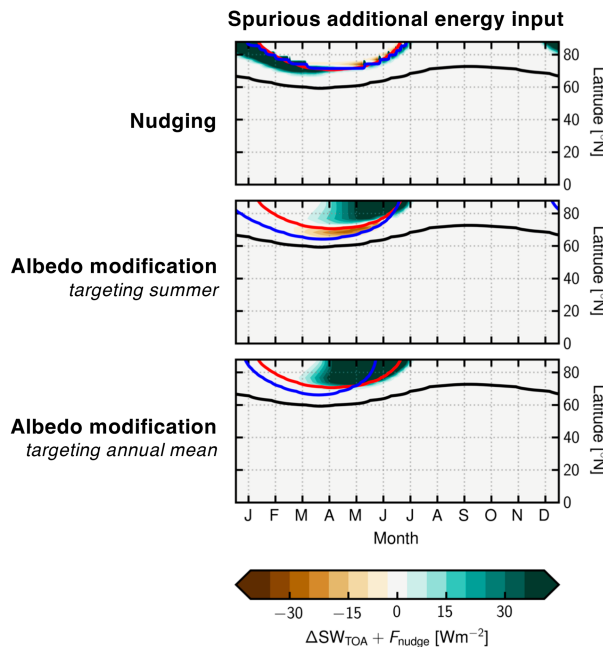 Spurious additional energy input
Nudging
80
60
40
20
0
Latitude [°N]
Albedo modification
targeting summer
80
60
40
20
0
Latitude [°N]
Albedo modification
targeting annual mean
80
60
40
20
0
Latitude [°N]
J F M A M J J A S O N D
Month
−30 −15 0 15 30
ΔSW_TOA + F_nudge [Wm⁻²]